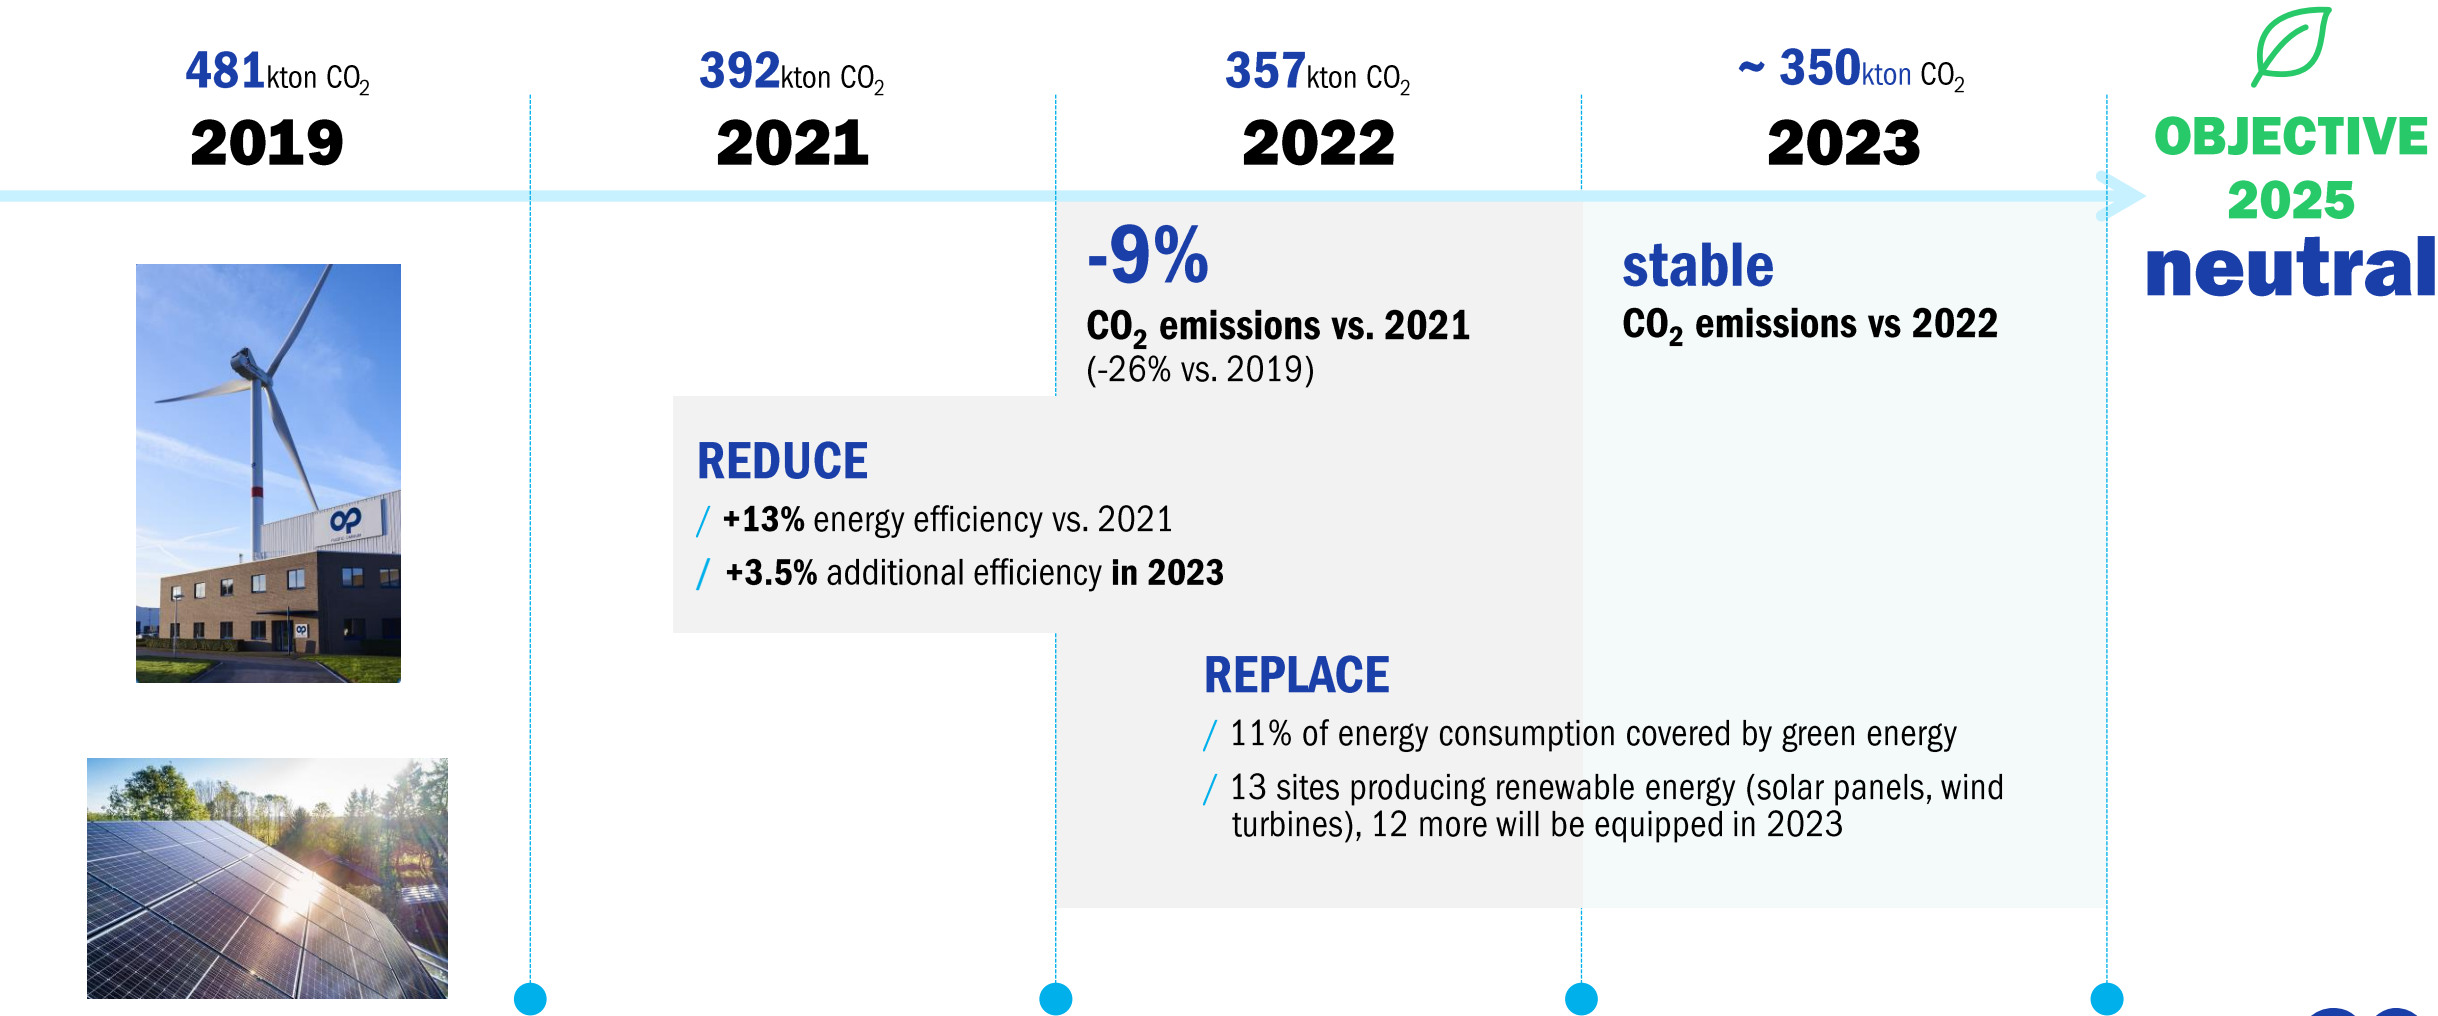 481kton CO₂
2019
392kton CO₂
2021
357kton CO₂
2022
~ 350kton CO₂
2023
OBJECTIVE
2025
neutral
-9%
CO₂ emissions vs. 2021
(-26% vs. 2019)
stable
CO₂ emissions vs 2022
REDUCE
/ +13% energy efficiency vs. 2021
/ +3.5% additional efficiency in 2023
REPLACE
/ 11% of energy consumption covered by green energy
/ 13 sites producing renewable energy (solar panels, wind
turbines), 12 more will be equipped in 2023
op
op